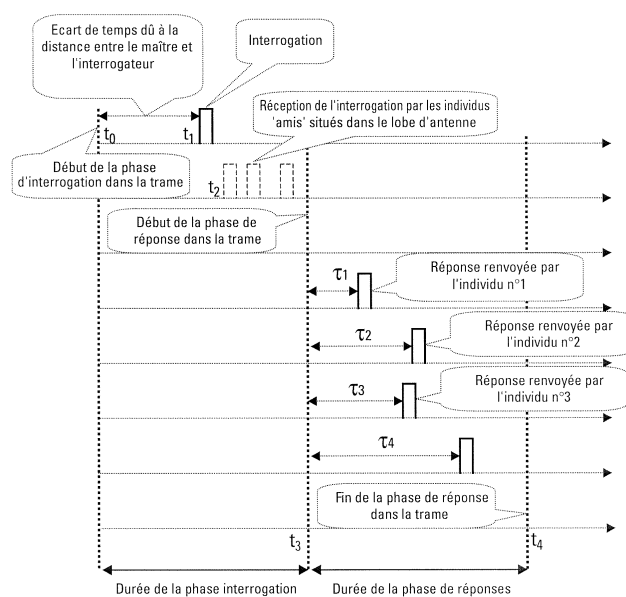 Ecart de temps dû à la
distance entre le maître et
l'interrogateur
Interrogation
Réception de l'interrogation par les individus
'amis' situés dans le lobe d'antenne
t0
t1
Début de la phase
d'interrogation dans la trame
t2
Début de la phase de
réponse dans la trame
τ1
Réponse renvoyée par
l'individu n°1
τ2
Réponse renvoyée par
l'individu n°2
τ3
Réponse renvoyée par
l'individu n°3
τ4
Fin de la phase de réponse
dans la trame
t3
t4
Durée de la phase interrogation
Durée de la phase de réponses